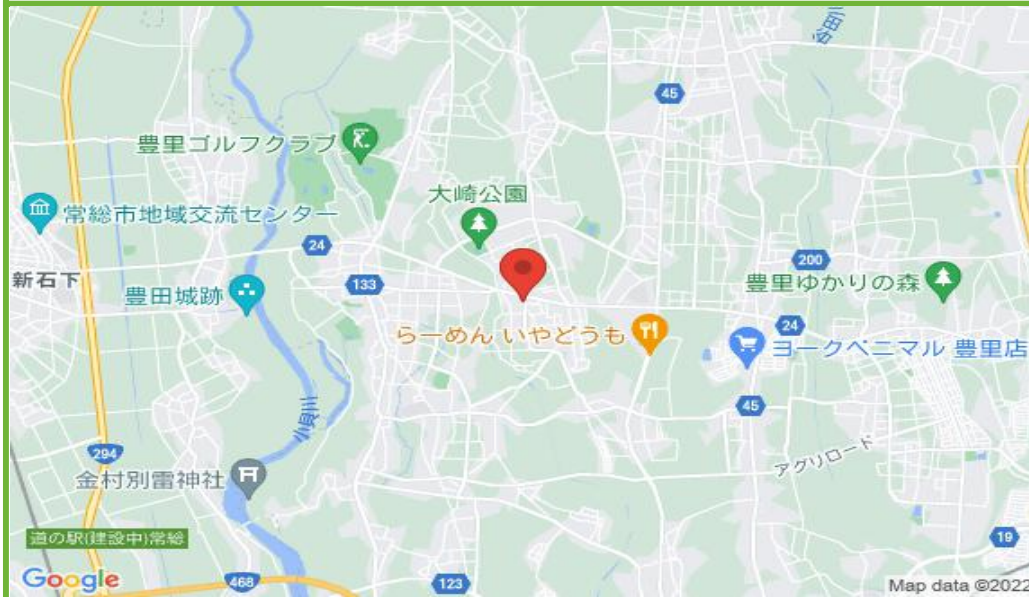 45
豊里ゴルフクラブ
大崎公園
常総市地域交流センター
24
新石下
133
豊田城跡
200
豊里ゆかりの森
らーめん いやどうも
24
ヨークベニマル 豊里店
小貝川
45
294
金村別雷神社
アグリロード
道の駅(建設中)常総
19
Google
468
123
Map data ©2022